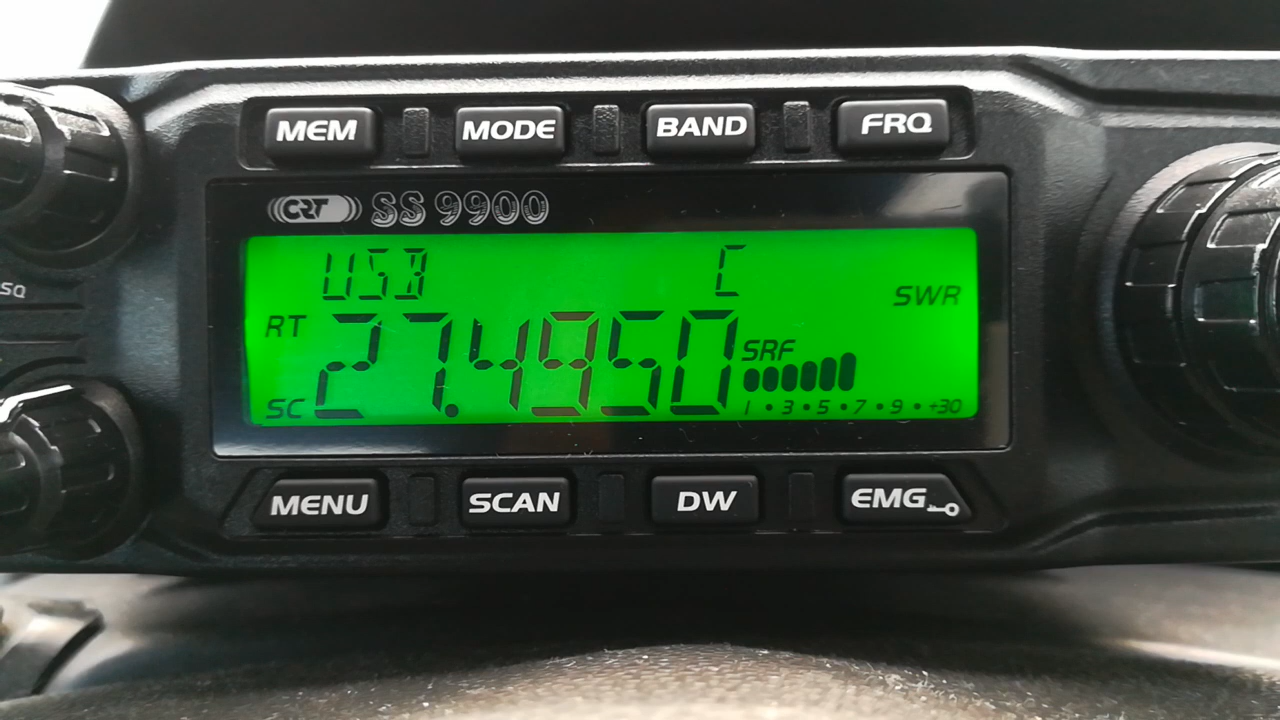 MEM MODE BAND FRQ
CRT SS 9900
USB C
SWR
SQ
RT 27.4950
SRF
SC 1 • 3 • 5 • 7 • 9 • +30
MENU SCAN DW EMG